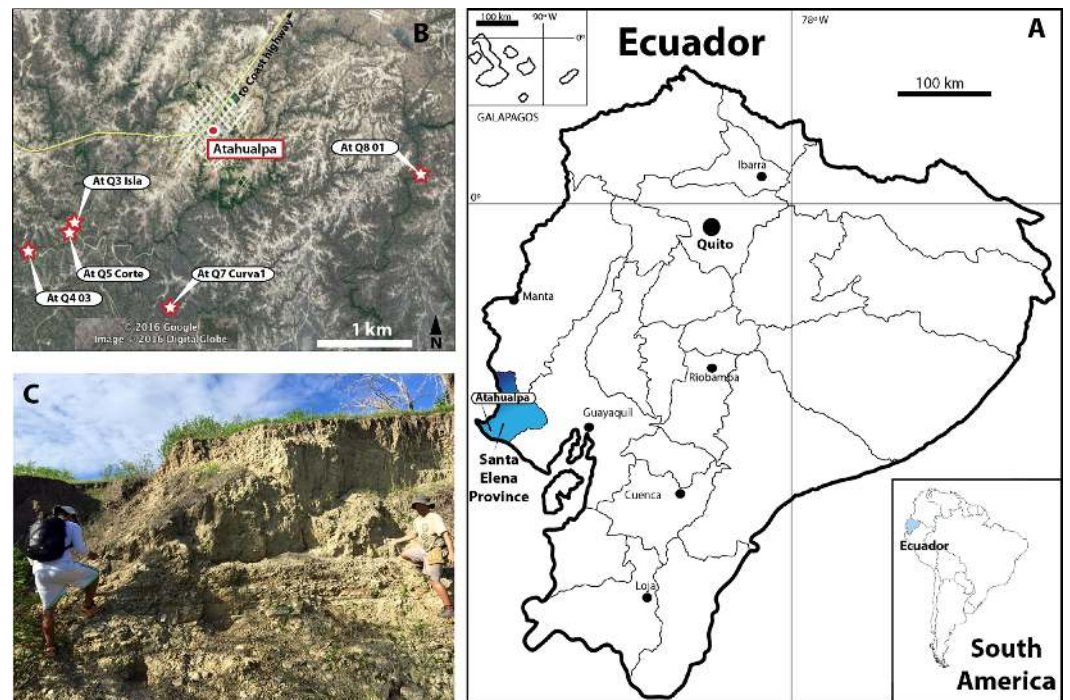 B
to Coast highway
Atahualpa
At Q8 01
At Q3 Isla
At Q5 Corte
At Q7 Curva1
At Q4 03
© 2016 Google
Image © 2016 DigitalGlobe
1 km
N
C
A
100 km
90° W
0°
GALAPAGOS
Ecuador
78° W
100 km
Ibarra
0°
Quito
Manta
Riobamba
Atahualpa
Guayaquil
Santa
Elena
Province
Cuenca
Loja
Ecuador
South
America